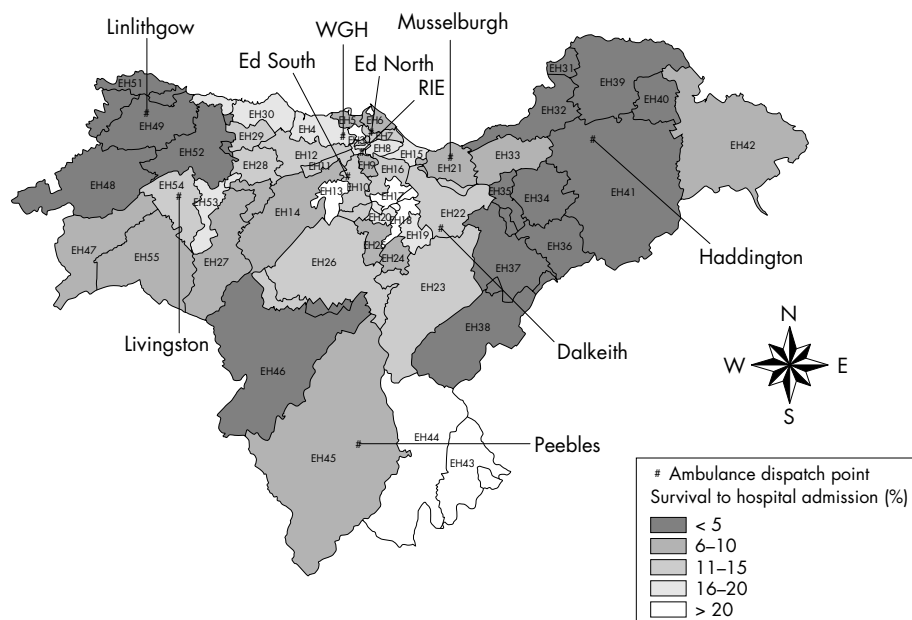 Linlithgow
WGH
Musselburgh
Ed South
Ed North
RIE
EH51
EH31
EH39
EH40
EH32
EH30
EH5
EH6
EH49
EH4
EH7
EH29
EH8
EH42
EH52
EH12
EH15
EH33
EH28
EH11
EH9
EH16
EH21
EH48
EH54
EH13
EH10
EH17
EH35
EH34
EH41
EH53
EH14
EH20
EH18
EH22
EH19
EH36
EH47
EH55
EH27
EH25
EH24
EH26
EH37
EH23
Haddington
EH38
Livingston
Dalkeith
EH46
N
W
E
S
EH44
Peebles
EH45
EH43
# Ambulance dispatch point
Survival to hospital admission (%)
< 5
6–10
11–15
16–20
> 20